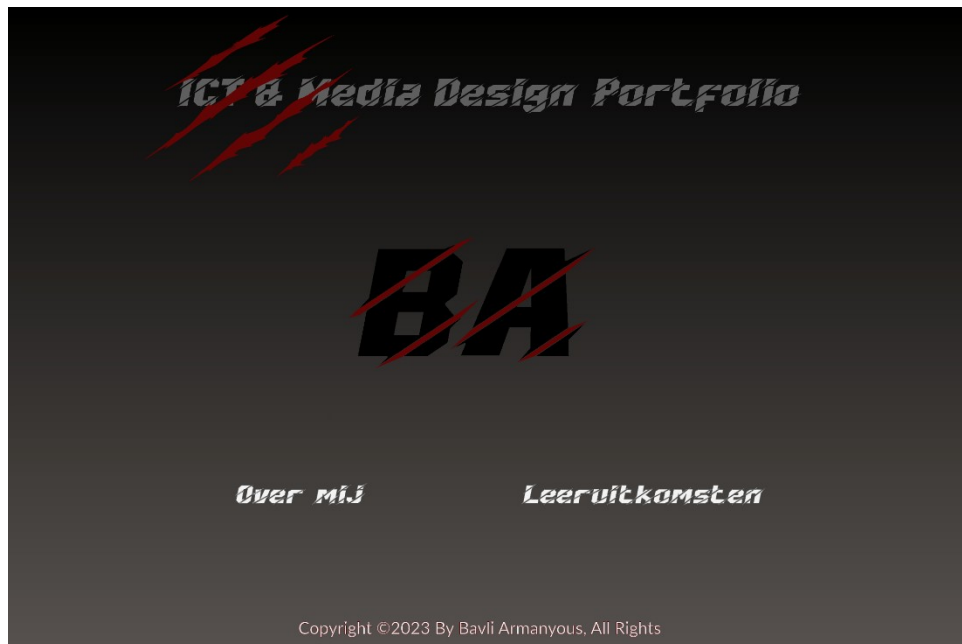 ICT & Media Design Portfolio
BA
Over mij
Leeruitkomsten
Copyright ©2023 By Bavli Armanyous, All Rights